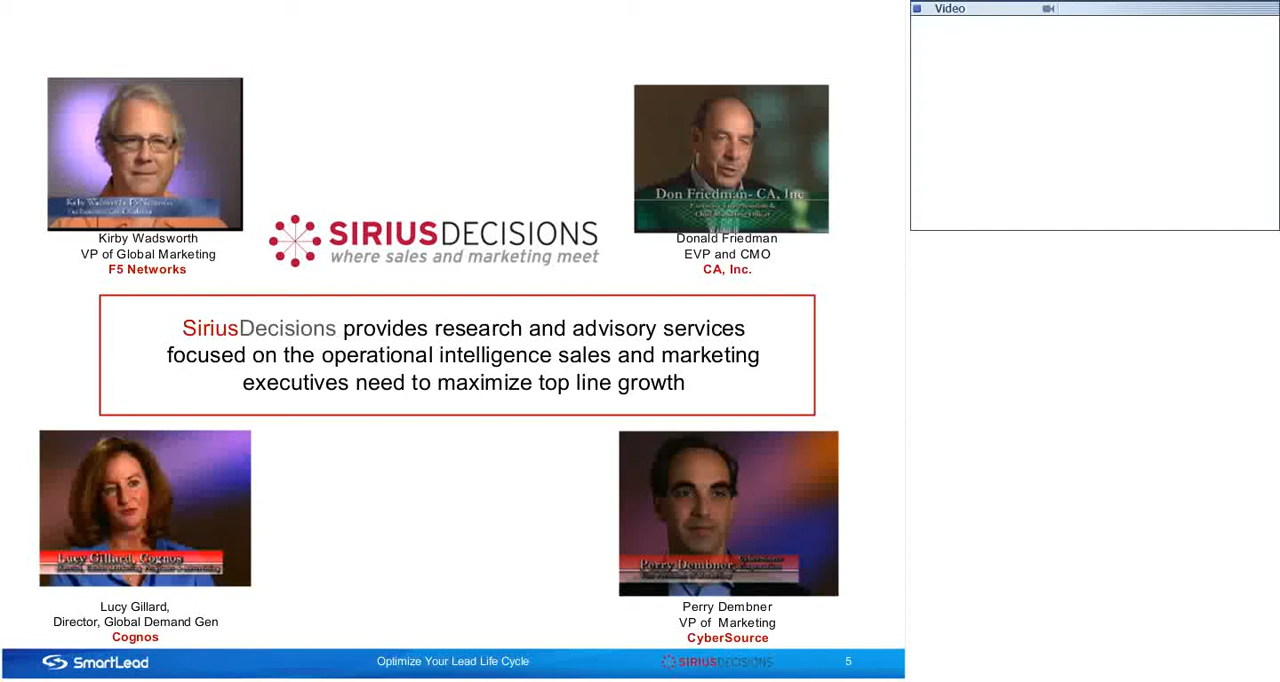 Video
Don Friedman- CA, Inc
Kirby Wadsworth
VP of Global Marketing
F5 Networks
SIRIUSDECISIONS
where sales and marketing meet
Donald Friedman
EVP and CMO
CA, Inc.
SiriusDecisions provides research and advisory services
focused on the operational intelligence sales and marketing
executives need to maximize top line growth
Lucy Gillard, Cognos
Perry Dembner
Lucy Gillard,
Director, Global Demand Gen
Cognos
Perry Dembner
VP of Marketing
CyberSource
SmartLead
Optimize Your Lead Life Cycle
SIRIUSDECISIONS
5